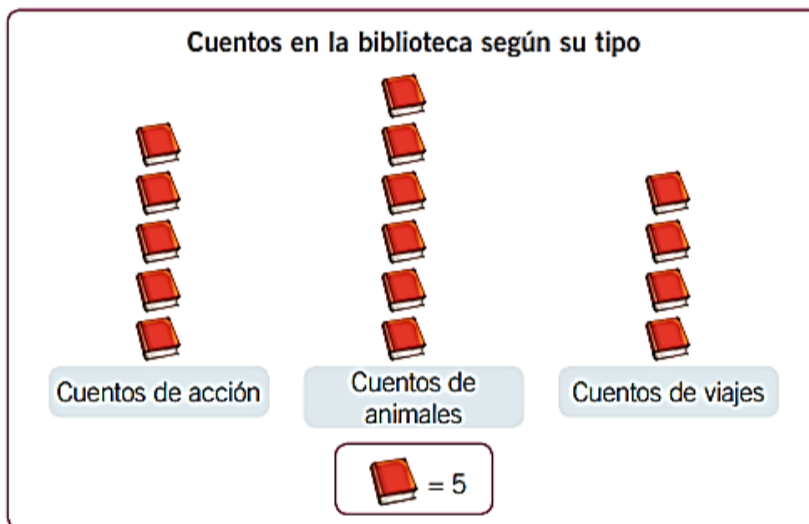 Cuentos en la biblioteca según su tipo
Cuentos de acción
Cuentos de
animales
Cuentos de viajes
= 5